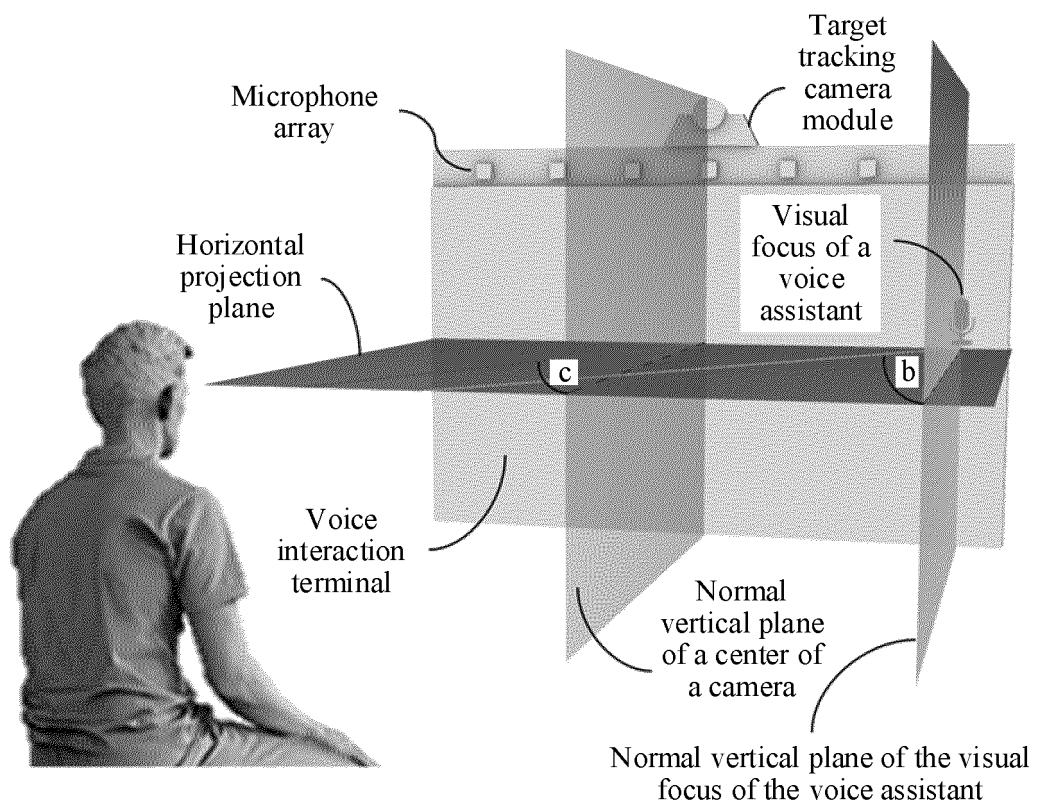 Target
tracking
camera
module
Microphone
array
Visual
focus of a
voice
assistant
Horizontal
projection
plane
c
b
Voice
interaction
terminal
Normal
vertical plane
of a center of
a camera
Normal vertical plane of the visual
focus of the voice assistant